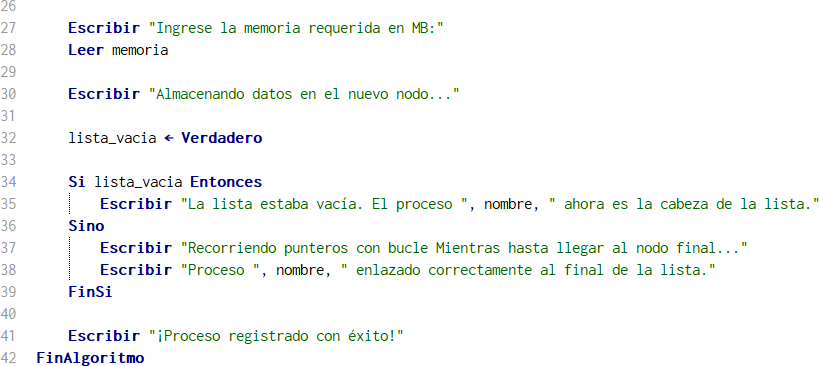 26
27 Escribir "Ingrese la memoria requerida en MB:"
28 Leer memoria
29
30 Escribir "Almacenando datos en el nuevo nodo..."
31
32 lista_vacia ← Verdadero
33
34 Si lista_vacia Entonces
35 Escribir "La lista estaba vacía. El proceso ", nombre, " ahora es la cabeza de la lista."
36 Sino
37 Escribir "Recorriendo punteros con bucle Mientras hasta llegar al nodo final..."
38 Escribir "Proceso ", nombre, " enlazado correctamente al final de la lista."
39 FinSi
40
41 Escribir "¡Proceso registrado con éxito!"
42 FinAlgoritmo